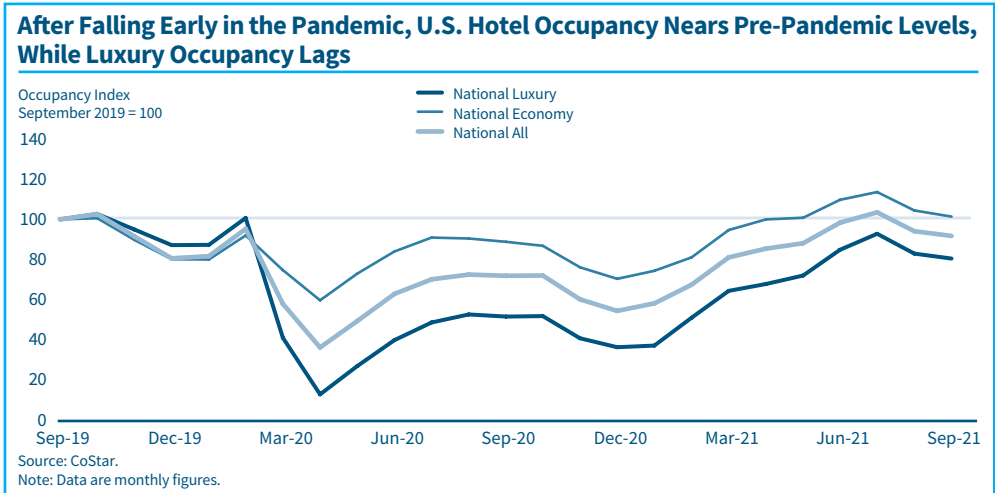 After Falling Early in the Pandemic, U.S. Hotel Occupancy Nears Pre-Pandemic Levels,
While Luxury Occupancy Lags
Occupancy Index
September 2019 = 100
National Luxury
National Economy
National All
140
120
100
80
60
40
20
0
Sep-19 Dec-19 Mar-20 Jun-20 Sep-20 Dec-20 Mar-21 Jun-21 Sep-21
Source: CoStar.
Note: Data are monthly figures.